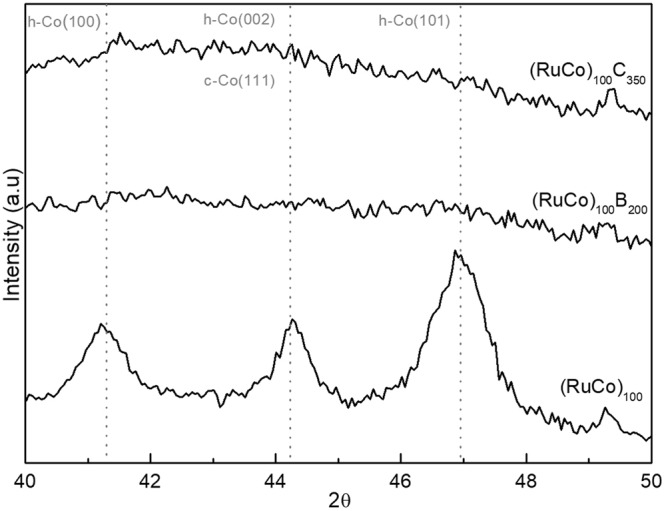 h-Co(100)
h-Co(002)
h-Co(101)
c-Co(111)
(RuCo)100C350
(RuCo)100B200
(RuCo)100
Intensity (a.u)
40 42 44 46 48 50
2θ